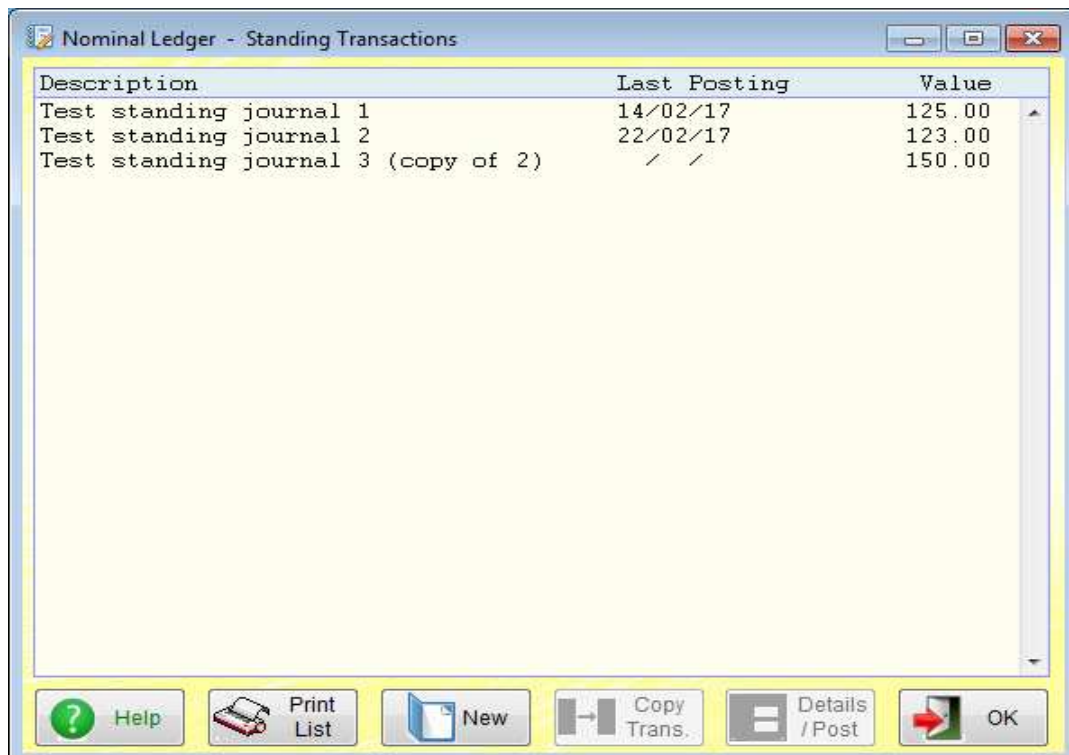 Nominal Ledger - Standing Transactions
Description Last Posting Value
Test standing journal 1 14/02/17 125.00
Test standing journal 2 22/02/17 123.00
Test standing journal 3 (copy of 2) / / 150.00
Help
Print
List
New
Copy
Trans.
Details
/Post
OK